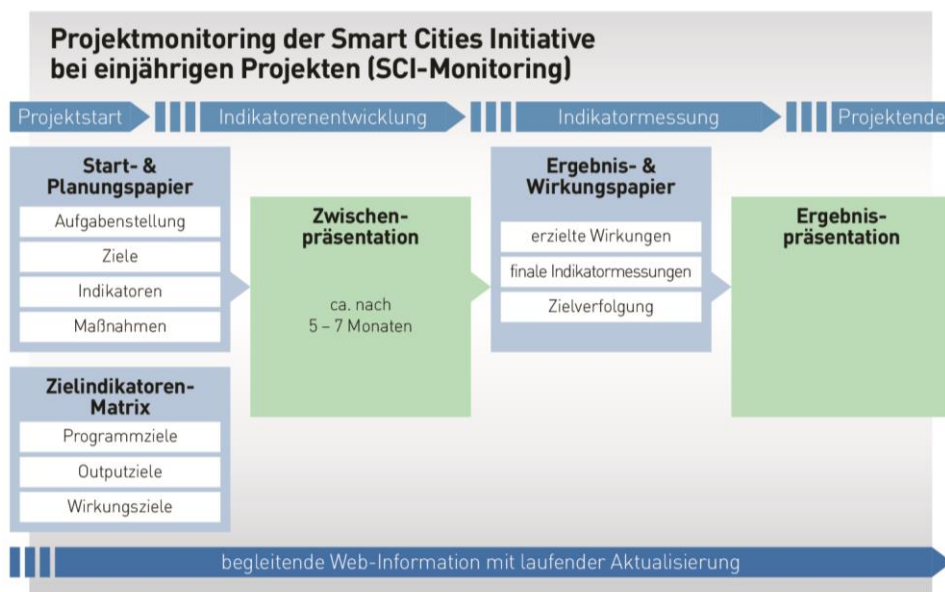 Projektmonitoring der Smart Cities Initiative
bei einjährigen Projekten (SCI-Monitoring)
Projektstart
Indikatorenentwicklung
Indikatormessung
Projektende
Start- &
Planungspapier
Aufgabenstellung
Ziele
Indikatoren
Maßnahmen
Zielindikatoren-
Matrix
Programmziele
Outputziele
Wirkungsziele
Zwischen-
präsentation
ca. nach
5 – 7 Monaten
Ergebnis- &
Wirkungspapier
erzielte Wirkungen
finale Indikatormessungen
Zielverfolgung
Ergebnis-
präsentation
begleitende Web-Information mit laufender Aktualisierung